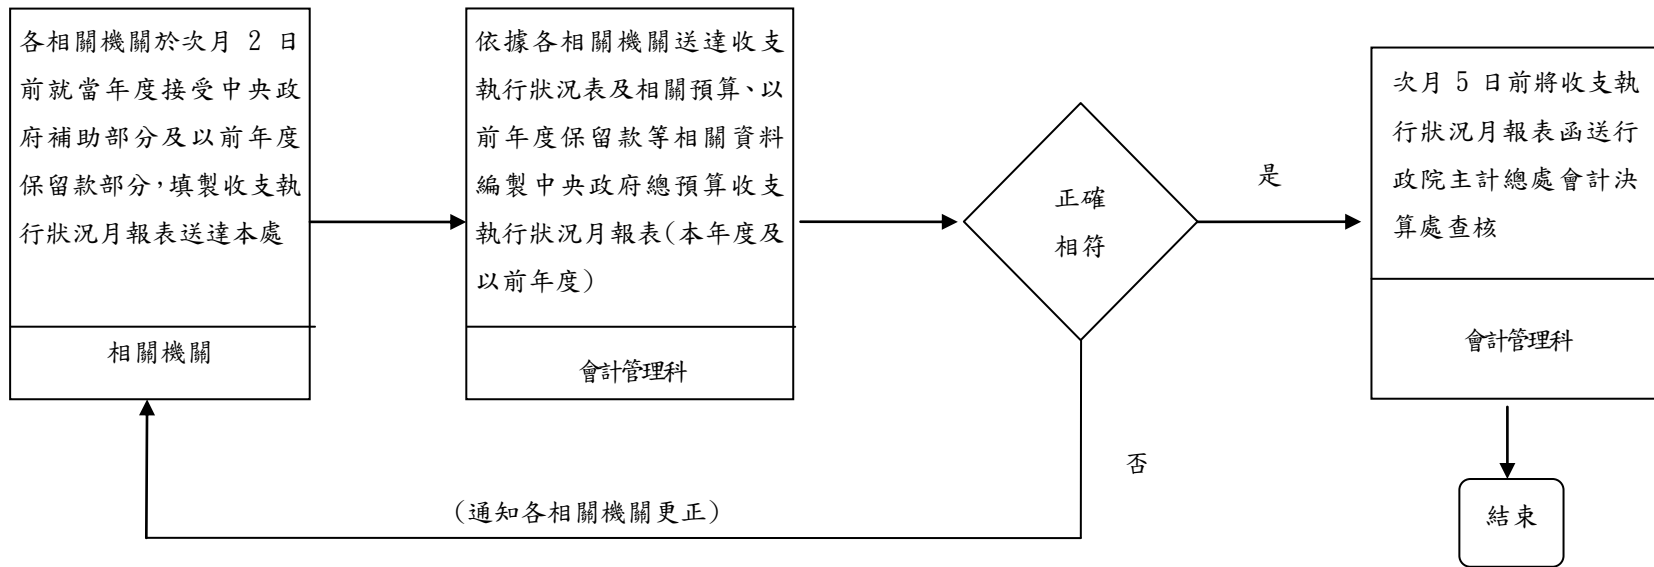 各相關機關於次月 2 日
前就當年度接受中央政
府補助部分及以前年度
保留款部分，填製收支執
行狀況月報表送達本處
相關機關
依據各相關機關送達收支
執行狀況表及相關預算、以
前年度保留款等相關資料
編製中央政府總預算收支
執行狀況月報表(本年度及
以前年度)
會計管理科
正確
相符
是
次月 5 日前將收支執
行狀況月報表函送行
政院主計總處會計決
算處查核
會計管理科
否
(通知各相關機關更正)
結束